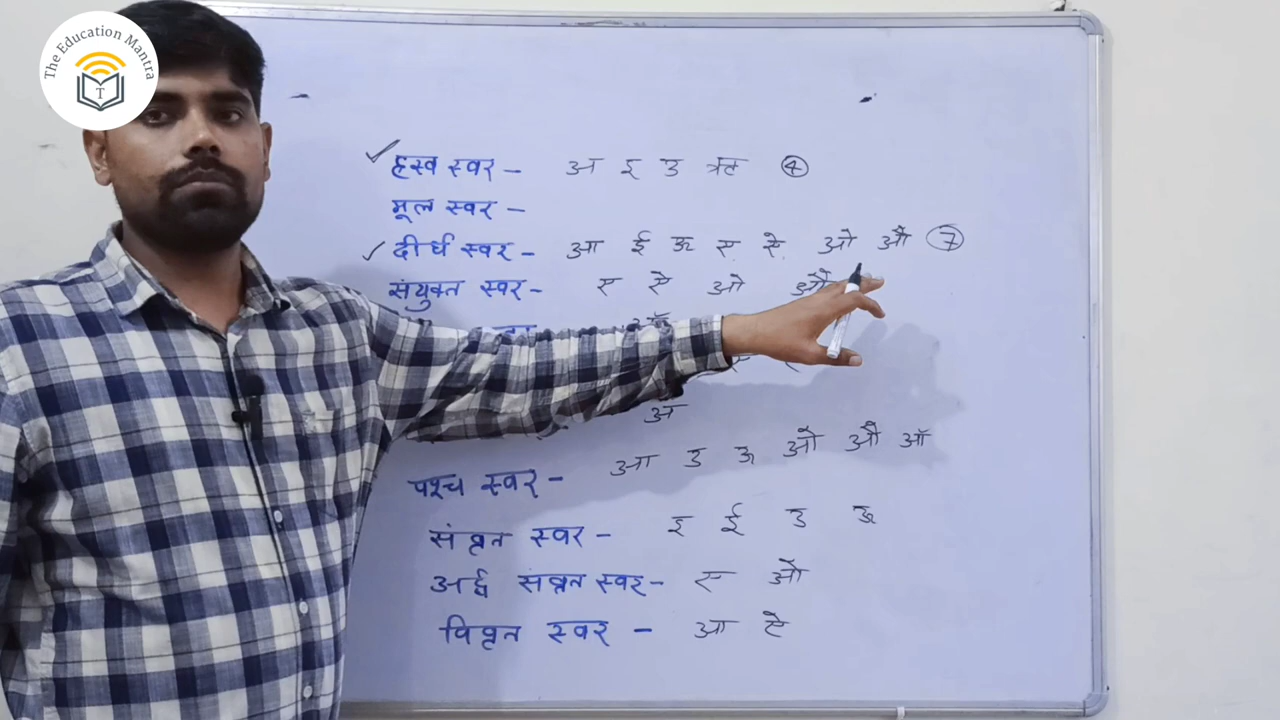 The Education Mantra
T
ह्रस्व स्वर - अ इ उ ऋ ④
मूल स्वर -
दीर्घ स्वर - आ ई ऊ ए ऐ ओ औ ⑦
संयुक्त स्वर - ए ऐ ओ औ
ऑ
अ
पश्च स्वर - आ उ ऊ ओ औ ऑ
संवृत स्वर - इ ई उ ऊ
अर्द्ध संवृत स्वर - ए ओ
विवृत स्वर - आ ऐ